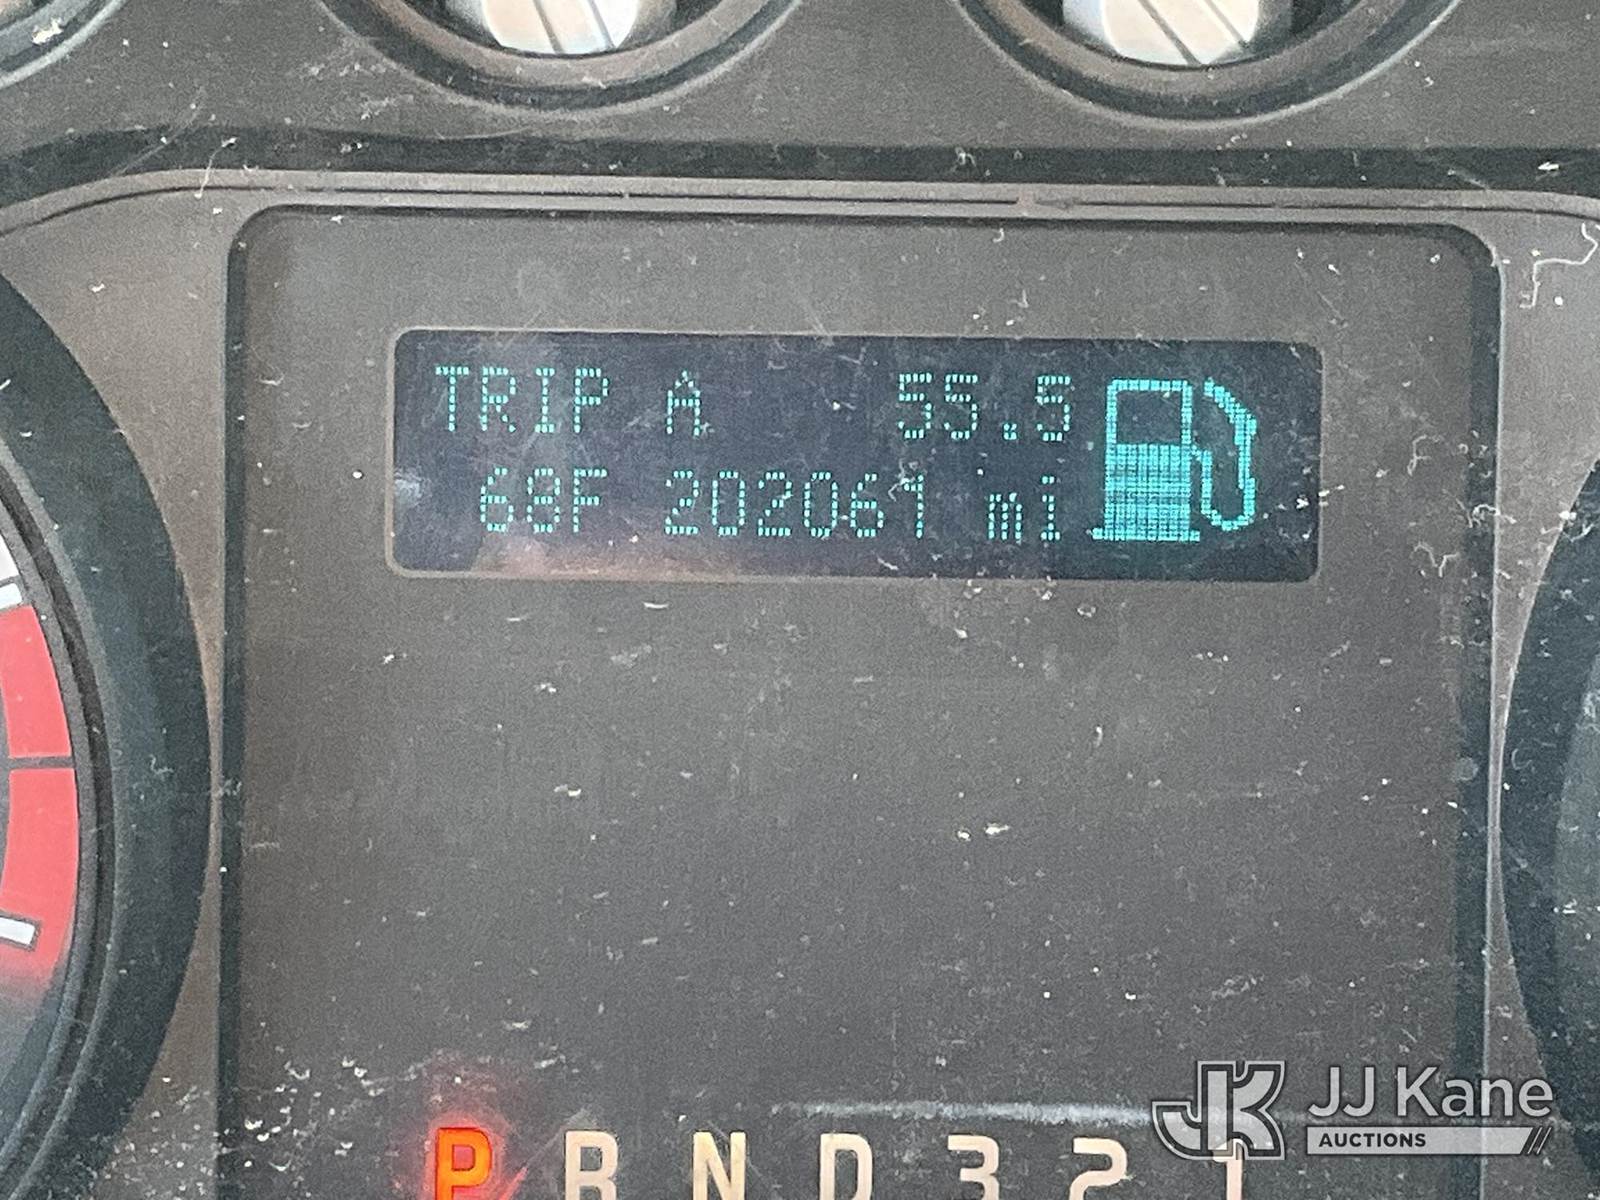 TRIP A 55.5
68F 202061 mi
P R N D 3 2 1
JJ Kane
AUCTIONS